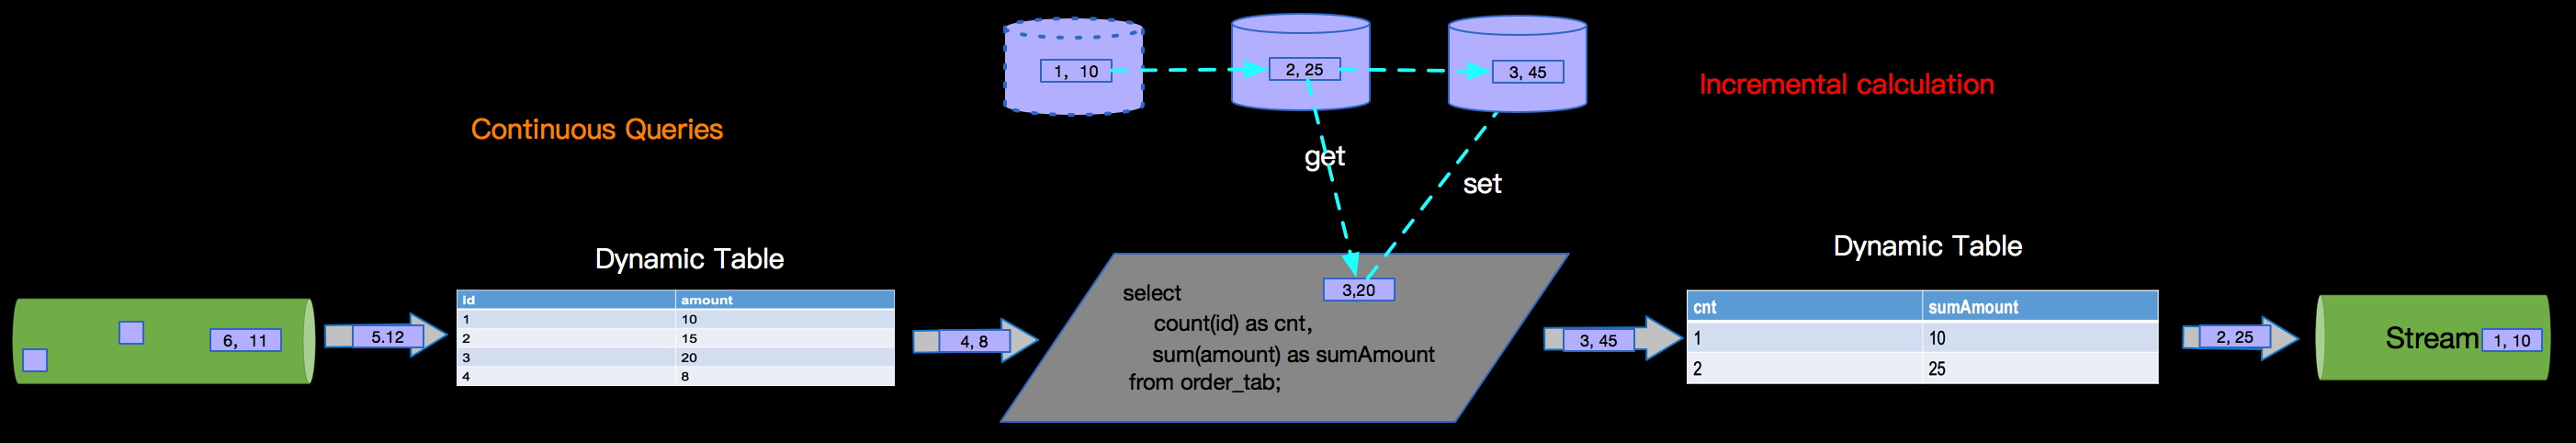 1, 10
2, 25
3, 45
Incremental calculation
Continuous Queries
get
set
Dynamic Table
Dynamic Table
6, 11
5.12
id amount
1 10
2 15
3 20
4 8
4, 8
3,20
select
count(id) as cnt,
sum(amount) as sumAmount
from order_tab;
3, 45
cnt sumAmount
1 10
2 25
2, 25
Stream
1, 10